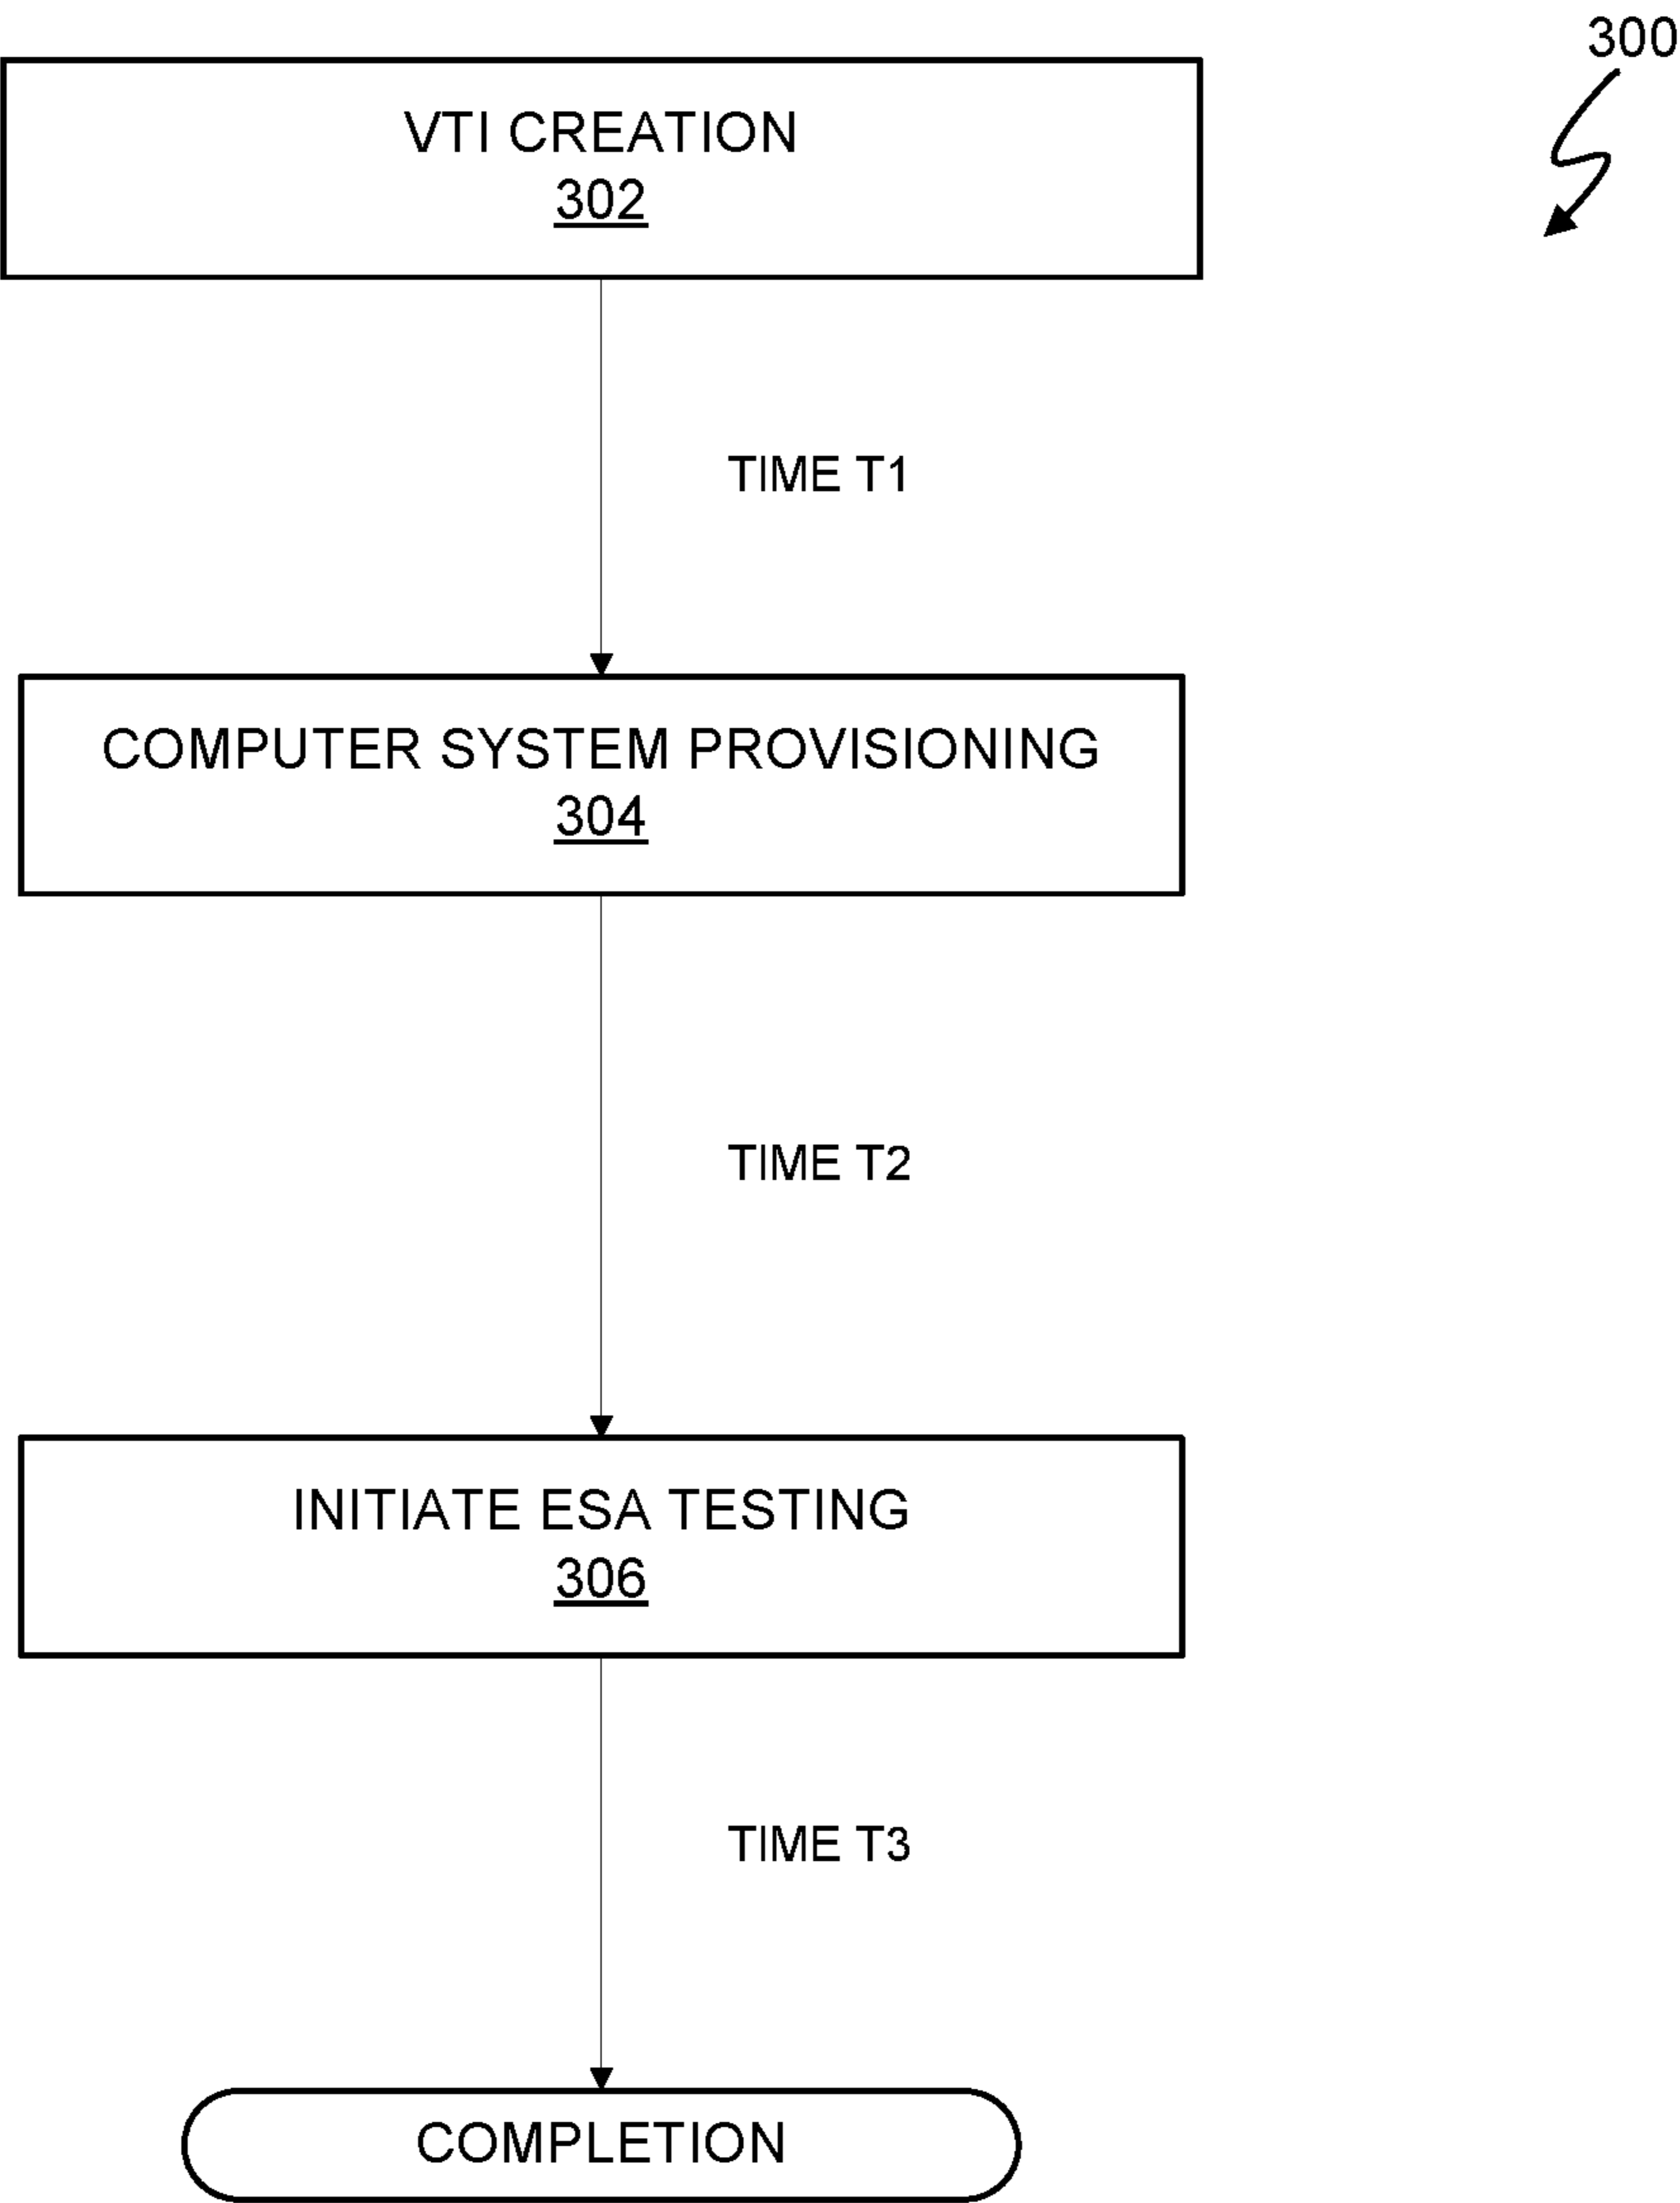 300
VTI CREATION
302
TIME T1
COMPUTER SYSTEM PROVISIONING
304
TIME T2
INITIATE ESA TESTING
306
TIME T3
COMPLETION